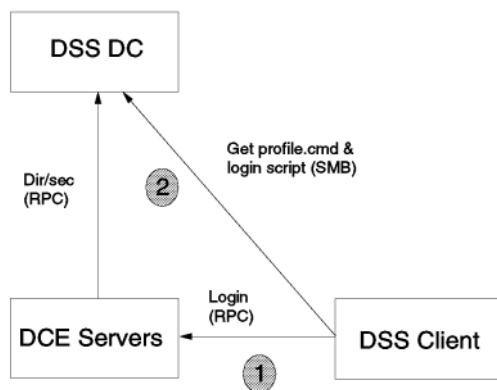 DSS DC
Get profile.cmd &
login script (SMB)
Dir/sec
(RPC)
2
Login
(RPC)
DCE Servers
DSS Client
1